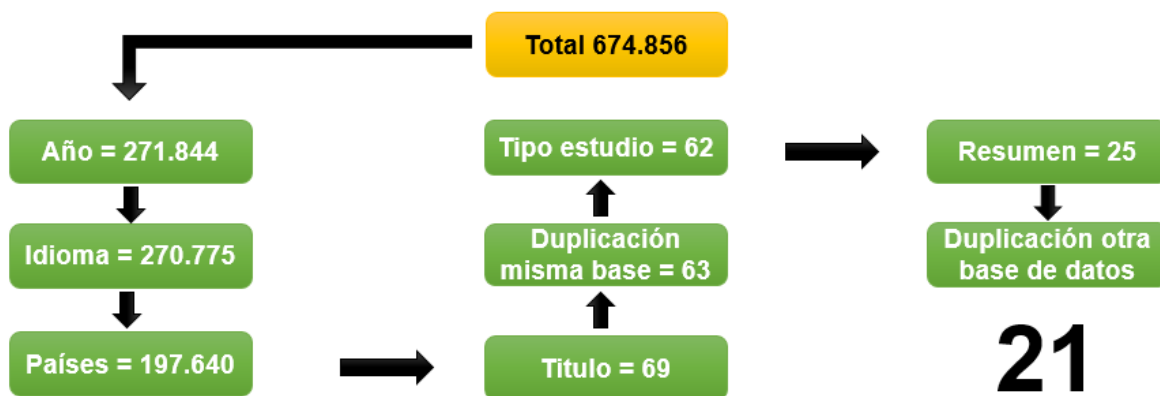 Total 674.856
Año = 271.844
Idioma = 270.775
Países = 197.640
Titulo = 69
Duplicación
misma base = 63
Tipo estudio = 62
Resumen = 25
Duplicación otra
base de datos
21